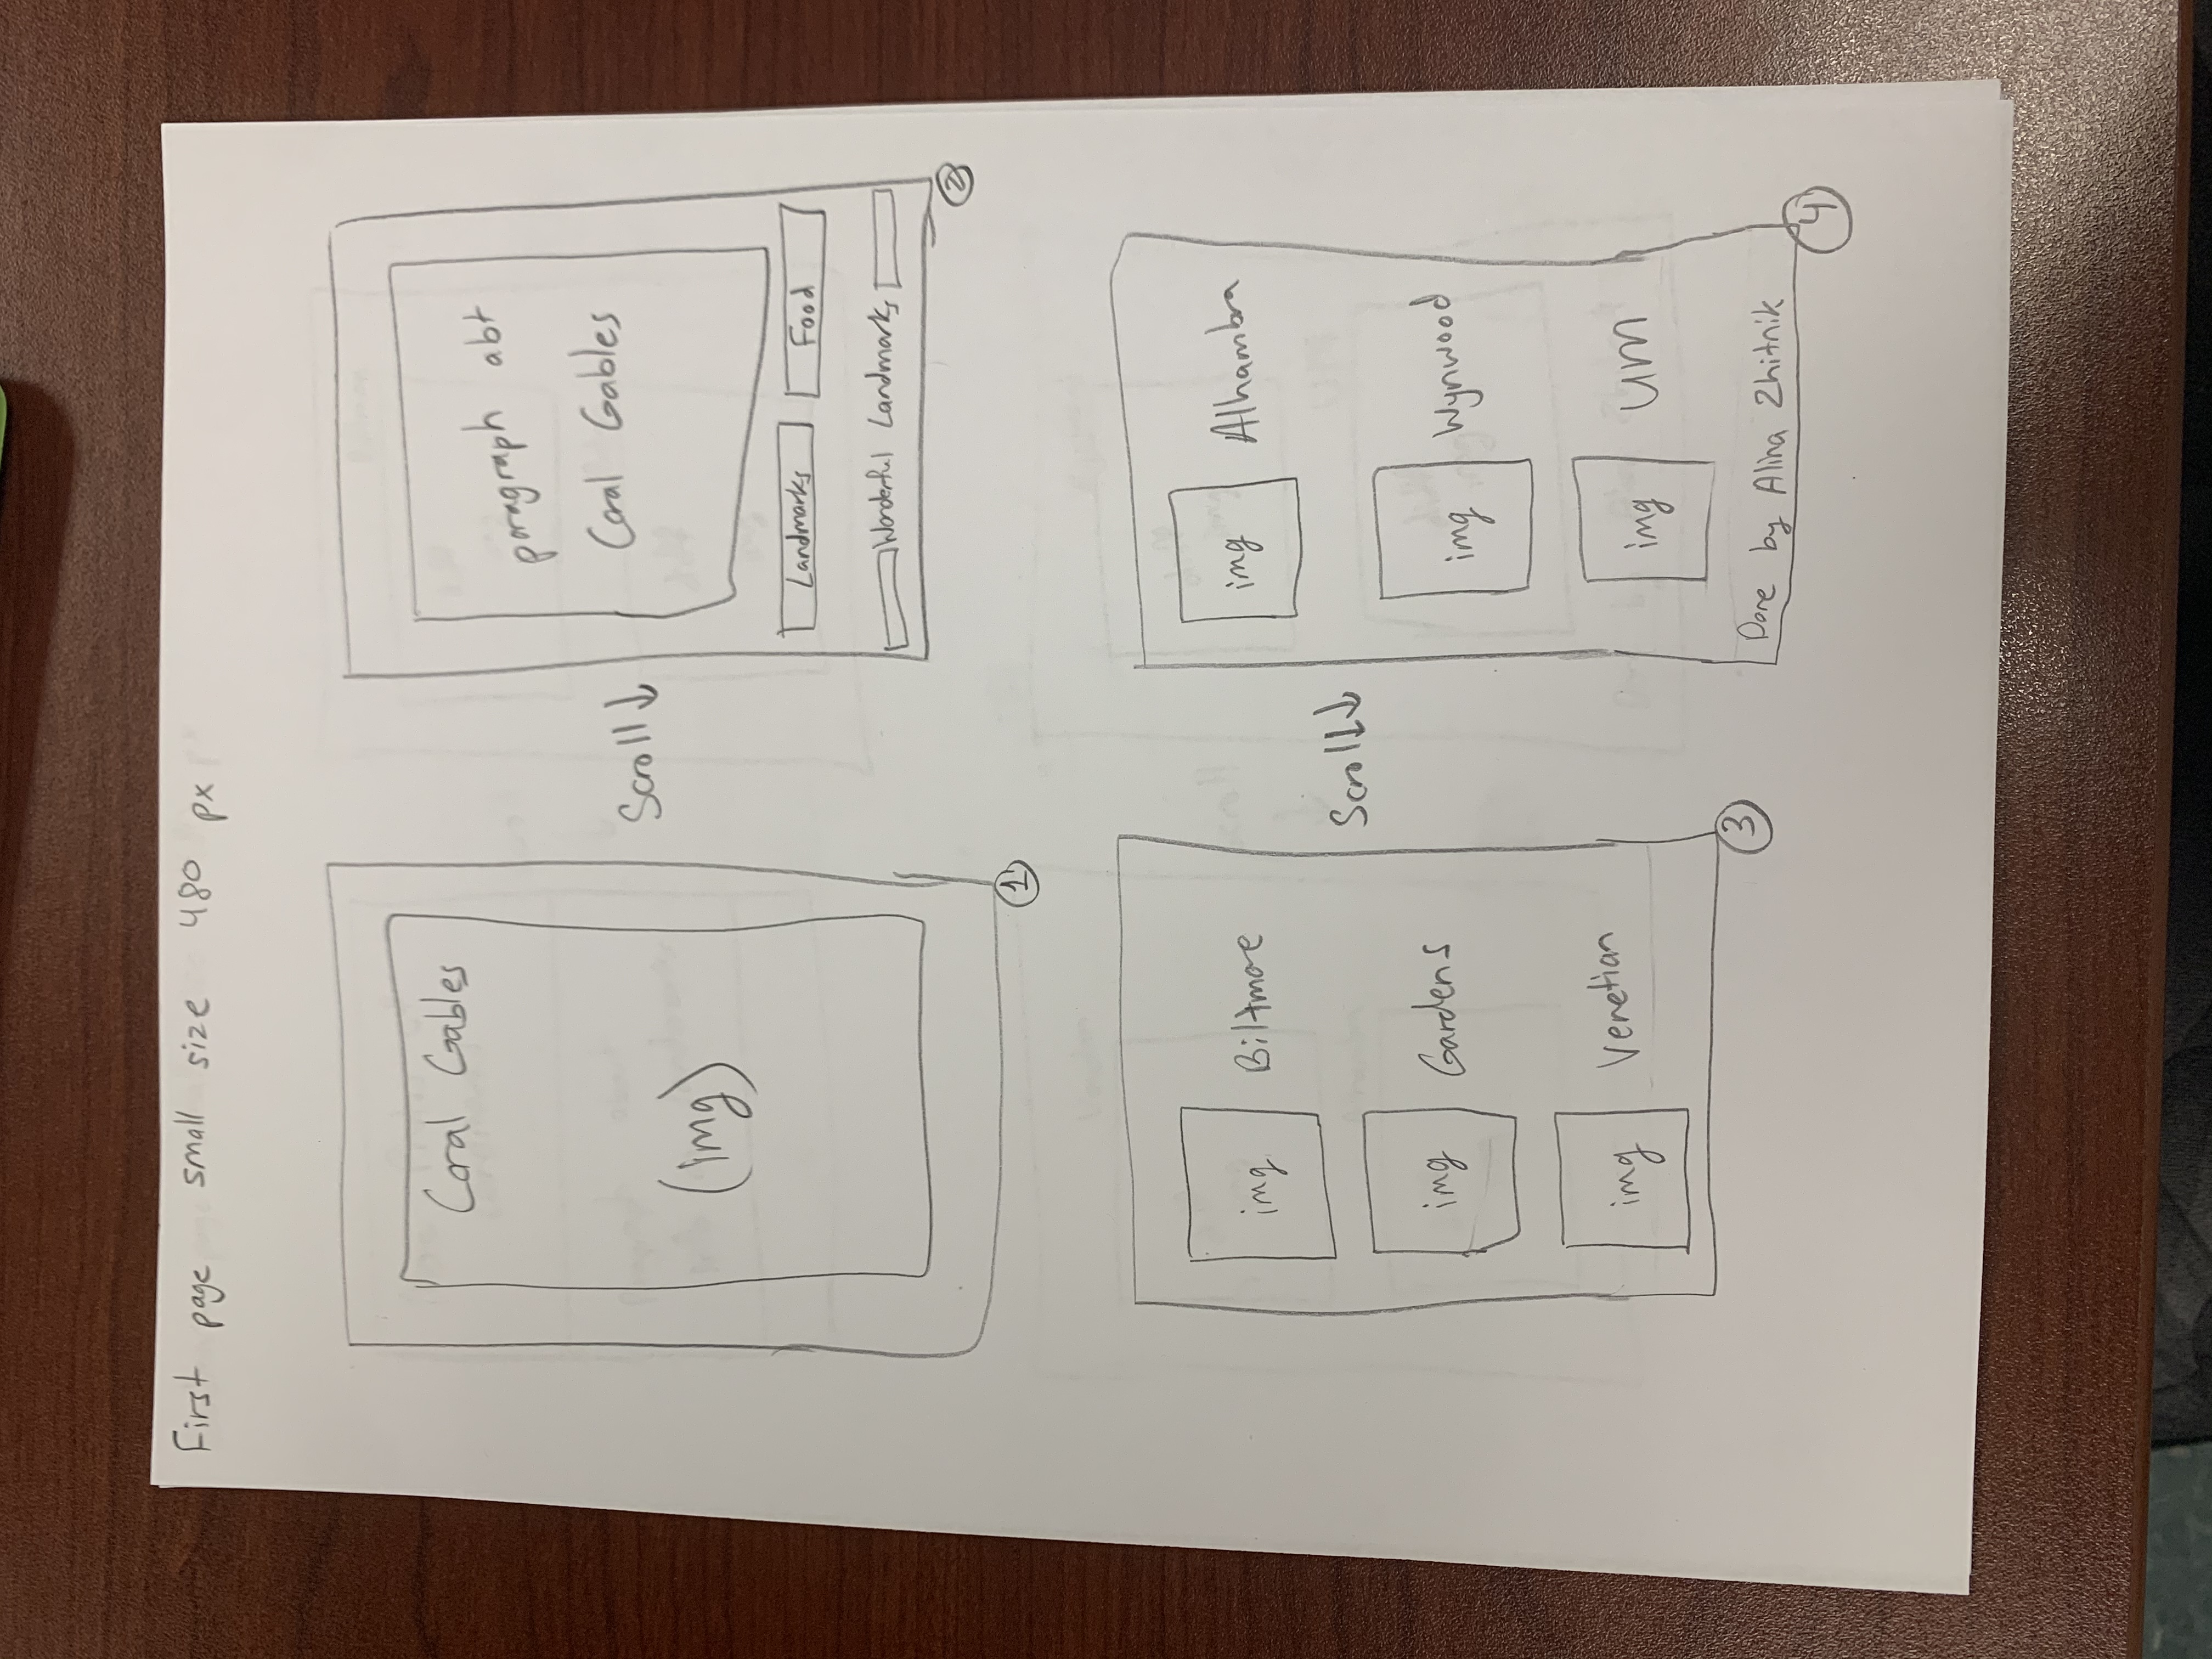 First page small size 480 px
Coral Gables
(img)
1
Scroll↓
paragraph abt
Coral Gables
Landmarks
Food
Wonderful Landmarks
2
img Biltmore
img Gardens
img Venetian
3
Scroll↓↓
img Alhambra
img Wynwood
img UM
Done by Alina Zhitnik
4